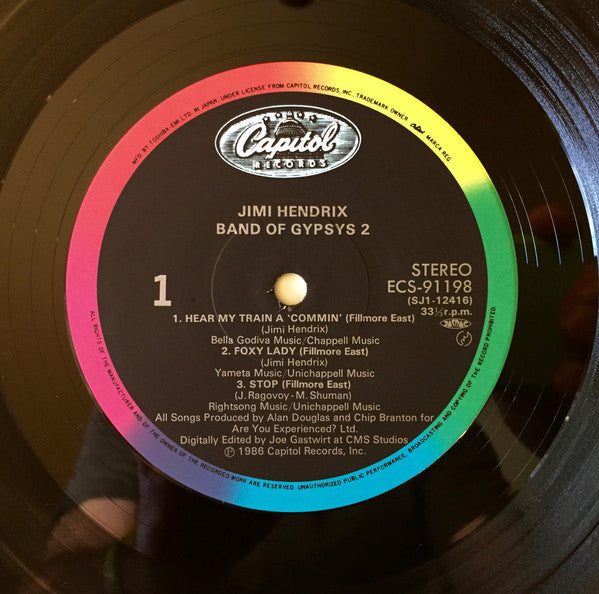 MFD. BY TOSHIBA EMI LTD. IN JAPAN, UNDER LICENSE FROM CAPITOL RECORDS, INC., TRADEMARK OWNER, MARCA REG.
Capitol
RECORDS
JIMI HENDRIX
BAND OF GYPSYS 2
1
STEREO
ECS-91198
(SJ1-12416)
33⅓r.p.m.
1. HEAR MY TRAIN A 'COMMIN' (Fillmore East)
(Jimi Hendrix)
Bella Godiva Music/Chappell Music
2. FOXY LADY (Fillmore East)
(Jimi Hendrix)
Yameta Music/Unichappell Music
3. STOP (Fillmore East)
(J. Ragovoy-M. Shuman)
Rightsong Music/Unichappell Music
All Songs Produced by Alan Douglas and Chip Branton for
Are You Experienced? Ltd.
Digitally Edited by Joe Gastwirt at CMS Studios
℗ 1986 Capitol Records, Inc.
ALL RIGHTS OF THE MANUFACTURER AND OF THE OWNER OF THE RECORDED WORK ARE RESERVED. UNAUTHORIZED PUBLIC PERFORMANCE, BROADCASTING AND COPYING OF THE RECORD PROHIBITED.